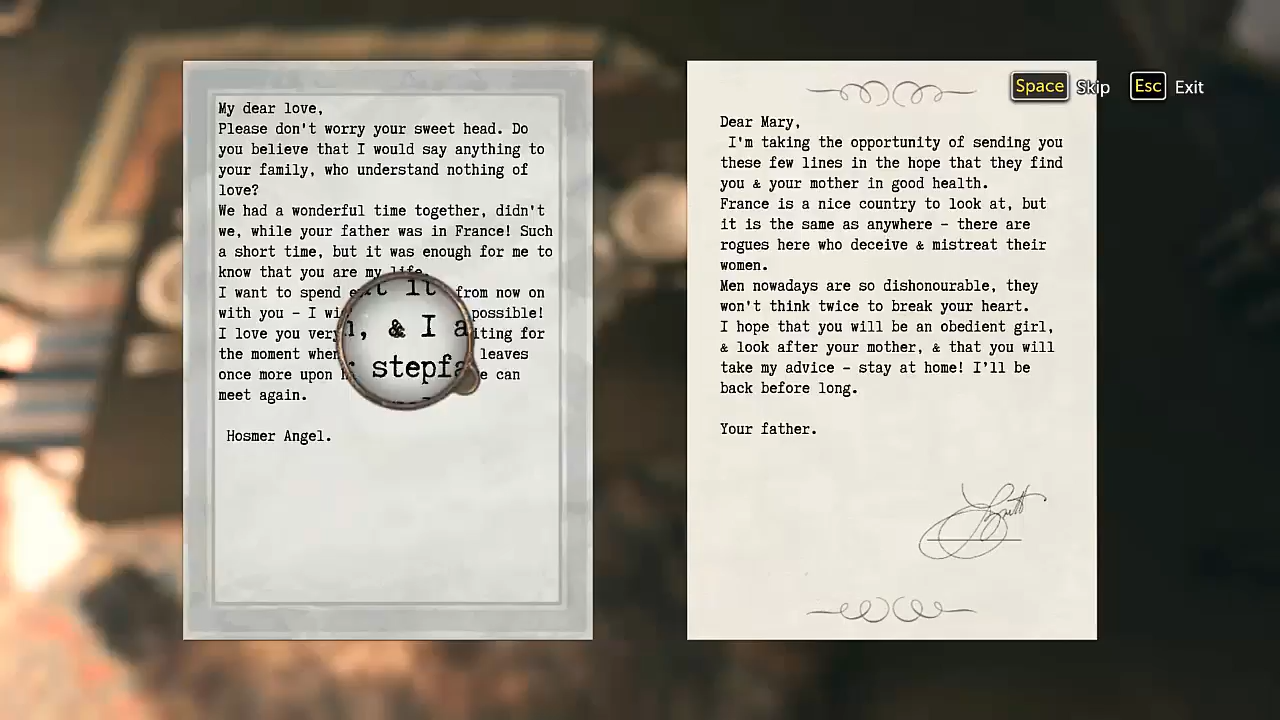 My dear love,
Please don't worry your sweet head. Do
you believe that I would say anything to
your family, who understand nothing of
love?
We had a wonderful time together, didn't
we, while your father was in France! Such
a short time, but it was enough for me to
know that you are my life.
I want to spend from now on
with you - I possible!
I love you very, & I
the moment when stepfa leaves
once more upon can
meet again.
Hosmer Angel.
Space Skip Esc Exit
Dear Mary,
I'm taking the opportunity of sending you
these few lines in the hope that they find
you & your mother in good health.
France is a nice country to look at, but
it is the same as anywhere - there are
rogues here who deceive & mistreat their
women.
Men nowadays are so dishonourable, they
won't think twice to break your heart.
I hope that you will be an obedient girl,
& look after your mother, & that you will
take my advice - stay at home! I'll be
back before long.
Your father.